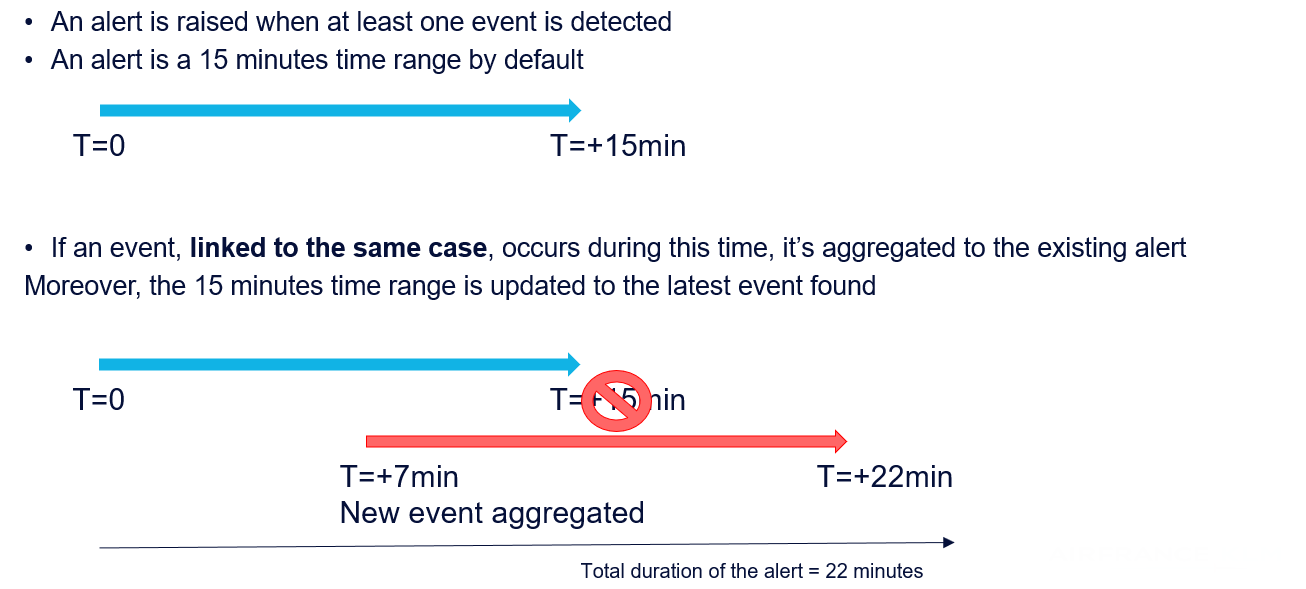 • An alert is raised when at least one event is detected
• An alert is a 15 minutes time range by default
T=0
T=+15min
• If an event, linked to the same case, occurs during this time, it’s aggregated to the existing alert
Moreover, the 15 minutes time range is updated to the latest event found
T=0
T=+15min
T=+7min
T=+22min
New event aggregated
Total duration of the alert = 22 minutes